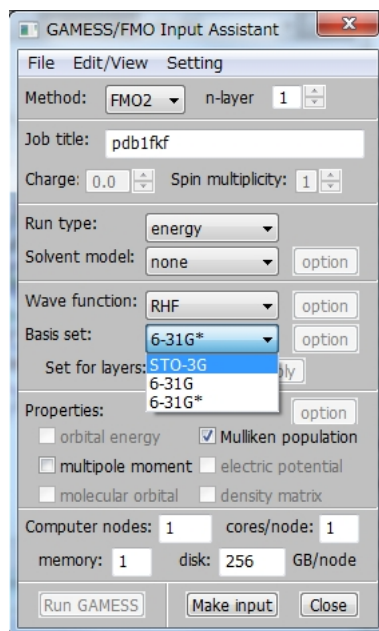 GAMESS/FMO Input Assistant
File Edit/View Setting
Method: FMO2 n-layer 1
Job title: pdb1fkf
Charge: 0.0 Spin multiplicity: 1
Run type: energy
Solvent model: none option
Wave function: RHF option
Basis set: 6-31G* option
STO-3G
Set for layers:
6-31G
6-31G*
Properties: option
orbital energy Mulliken population
multipole moment electric potential
molecular orbital density matrix
Computer nodes: 1 cores/node: 1
memory: 1 disk: 256 GB/node
Run GAMESS Make input Close